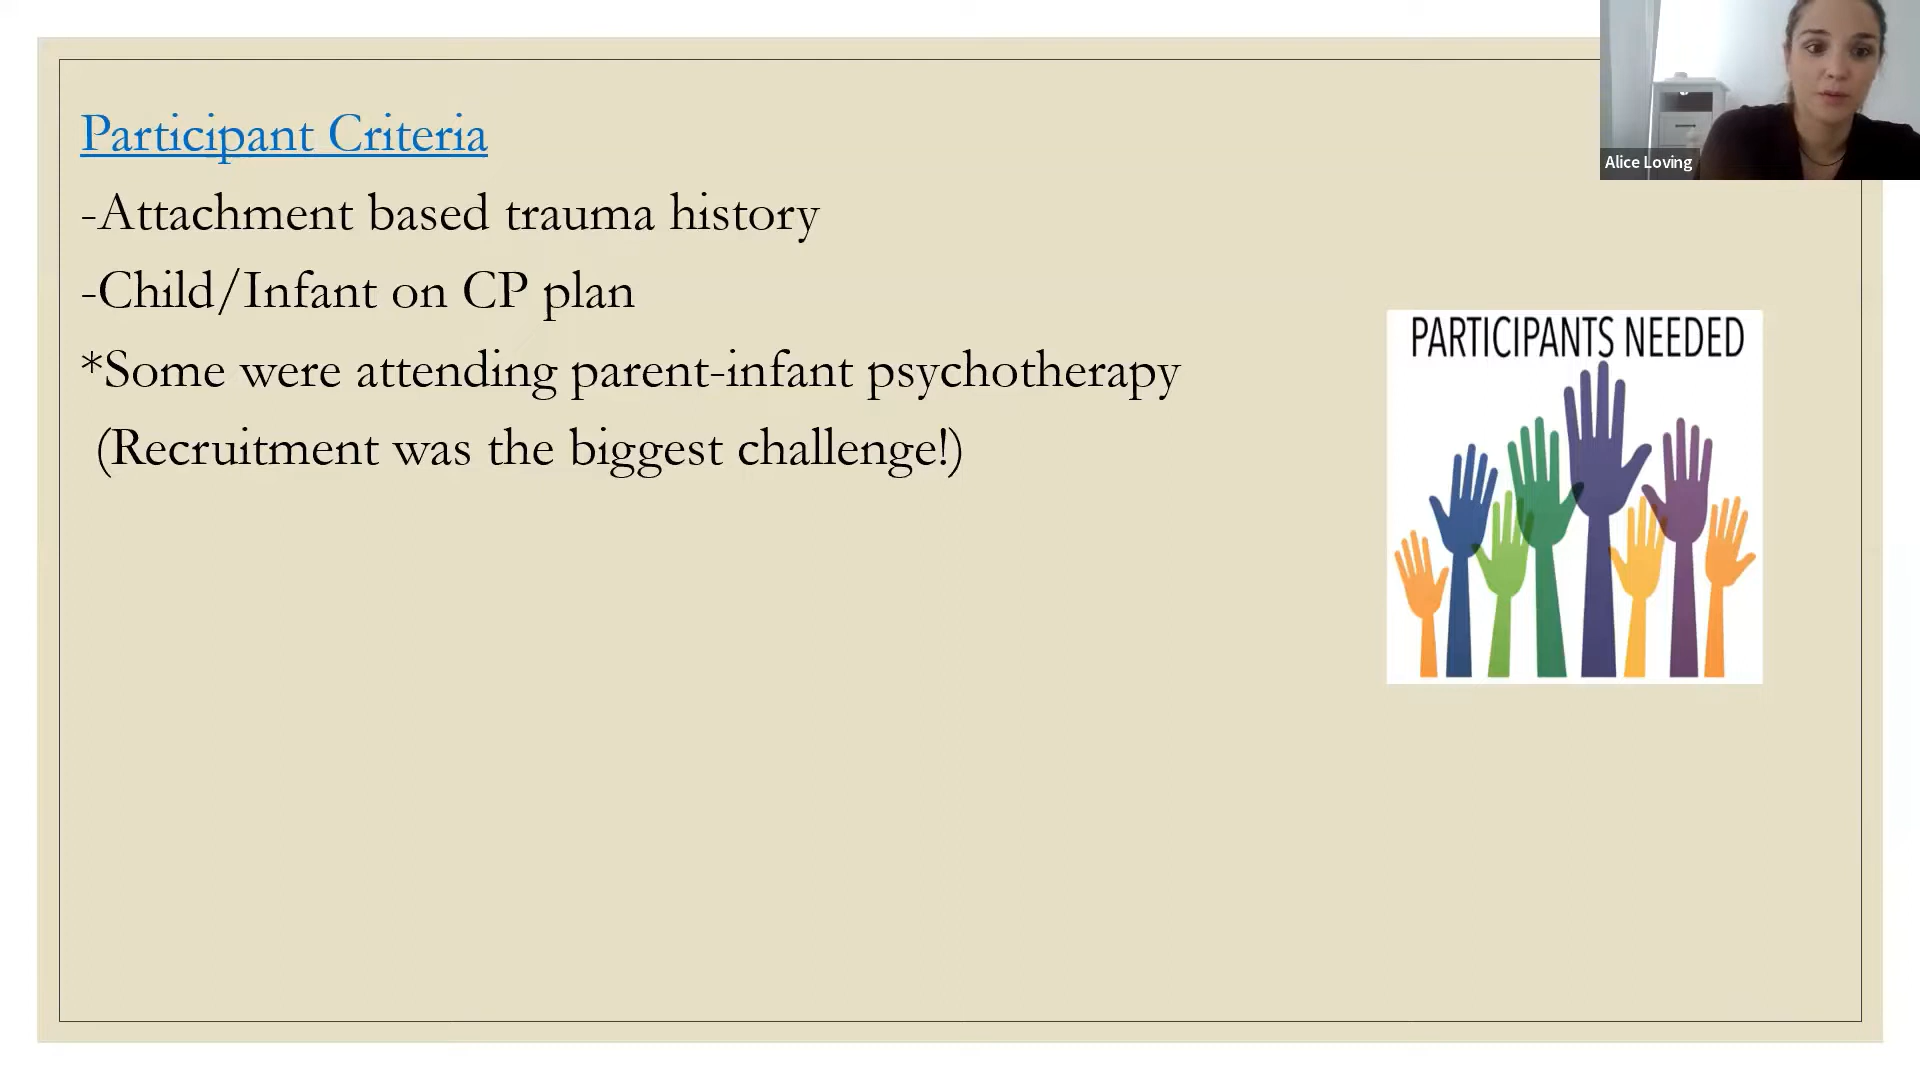 Participant Criteria
-Attachment based trauma history
-Child/Infant on CP plan
*Some were attending parent-infant psychotherapy
(Recruitment was the biggest challenge!)
PARTICIPANTS NEEDED
Alice Loving